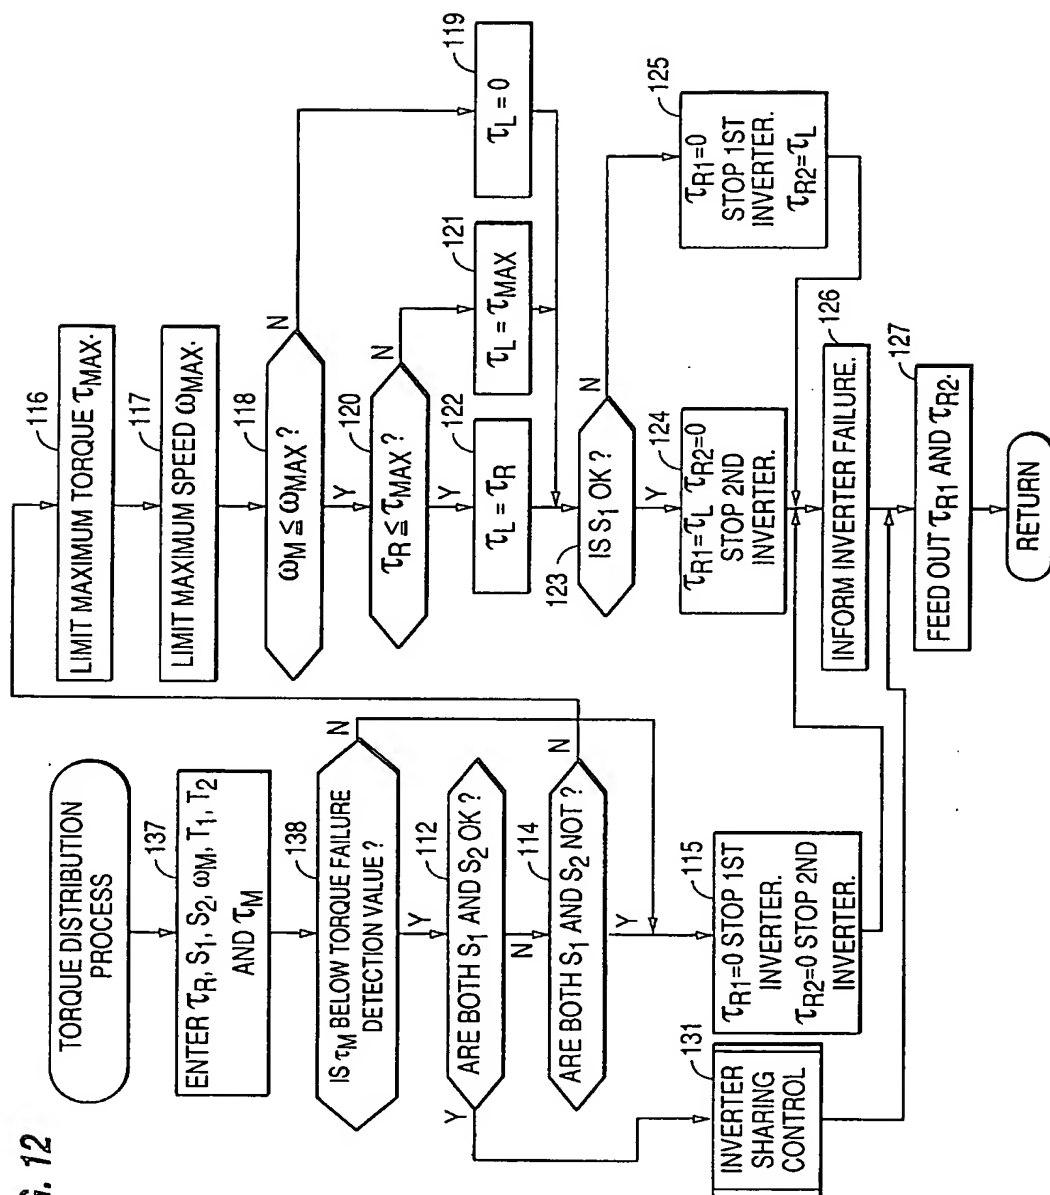 G. 12
TORQUE DISTRIBUTION
PROCESS
137
ENTER τR, S1, S2, ωM, T1, T2
AND τM
138
IS τM BELOW TORQUE FAILURE
DETECTION VALUE?
N
Y
112
ARE BOTH S1 AND S2 OK?
Y
N
114
ARE BOTH S1 AND S2 NOT?
N
Y
115
τR1=0 STOP 1ST
INVERTER.
τR2=0 STOP 2ND
INVERTER.
131
INVERTER
SHARING
CONTROL
116
LIMIT MAXIMUM TORQUE τMAX.
117
LIMIT MAXIMUM SPEED ωMAX.
118
ωM ≤ ωMAX?
N
Y
119
τL = 0
120
τR ≤ τMAX?
N
Y
121
τL = τMAX
122
τL = τR
123
IS S1 OK?
N
Y
124
τR1=τL τR2=0
STOP 2ND
INVERTER.
125
τR1=0
STOP 1ST
INVERTER.
τR2=τL
126
INFORM INVERTER FAILURE.
127
FEED OUT τR1 AND τR2.
RETURN